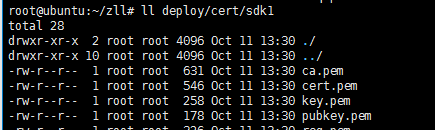 root@ubuntu:~/zll# ll deploy/cert/sdk1
total 28
drwxr-xr-x  2 root root 4096 Oct 11 13:30 ./
drwxr-xr-x 10 root root 4096 Oct 11 13:30 ../
-rw-r--r--  1 root root  631 Oct 11 13:30 ca.pem
-rw-r--r--  1 root root  546 Oct 11 13:30 cert.pem
-rw-r--r--  1 root root  258 Oct 11 13:30 key.pem
-rw-r--r--  1 root root  178 Oct 11 13:30 pubkey.pem